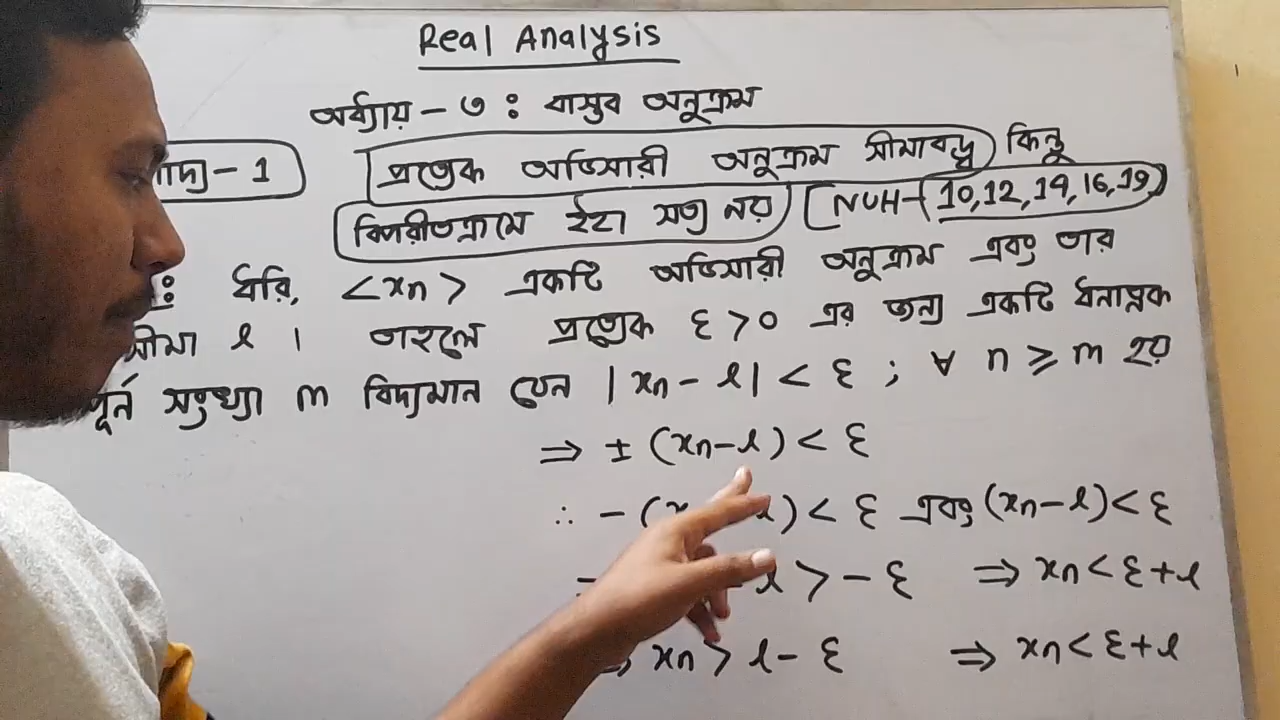 Real Analysis
অধ্যায় - ৩ : বাস্তব অনুক্রম
পাদ্য - 1 প্রত্যেক অভিসারী অনুক্রম সীমাবদ্ধ কিন্তু
বিপরীতক্রমে ইহা সত্য নয় [NUH-(10,12,14,16,19)
: ধরি, <xn> একটি অভিসারী অনুক্রম এবং তার
সীমা l । তাহলে প্রত্যেক ε>0 এর জন্য একটি ধনাত্নক
পূর্ন সংখ্যা m বিদ্যমান যেন |xn - l| < ε ; ∀ n ≥ m হয়
⇒ ± (xn-l) < ε
∴ -(x l) < ε এবং (xn-l) < ε
l > - ε ⇒ xn < ε+l
xn > l - ε ⇒ xn < ε+l